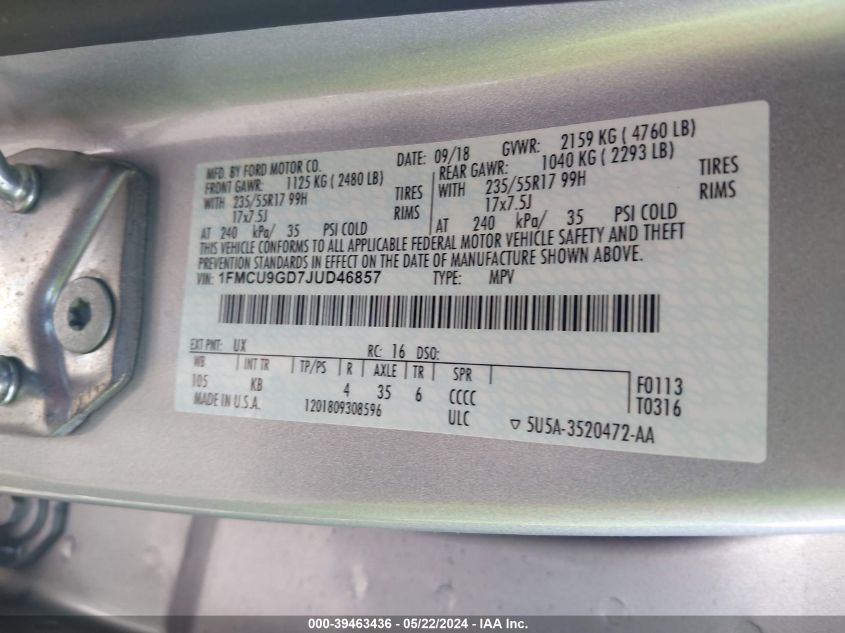 MFD. BY FORD MOTOR CO. DATE: 09/18 GVWR: 2159 KG ( 4760 LB)
FRONT GAWR: 1125 KG ( 2480 LB) REAR GAWR: 1040 KG ( 2293 LB)
WITH 235/55R17 99H TIRES WITH 235/55R17 99H TIRES
17x7.5J RIMS 17x7.5J RIMS
AT 240 kPa/ 35 PSI COLD AT 240 kPa/ 35 PSI COLD
THIS VEHICLE CONFORMS TO ALL APPLICABLE FEDERAL MOTOR VEHICLE SAFETY AND THEFT
PREVENTION STANDARDS IN EFFECT ON THE DATE OF MANUFACTURE SHOWN ABOVE.
VIN: 1FMCU9GD7JUD46857 TYPE: MPV
EXT PNT: UX RC: 16 DSO:
WB INT TR TP/PS R AXLE TR SPR
105 KB 4 35 6 CCCC F0113
MADE IN U.S.A. 1201809308596 ULC T0316
▽ 5U5A-3520472-AA
000-39463436 - 05/22/2024 - IAA Inc.